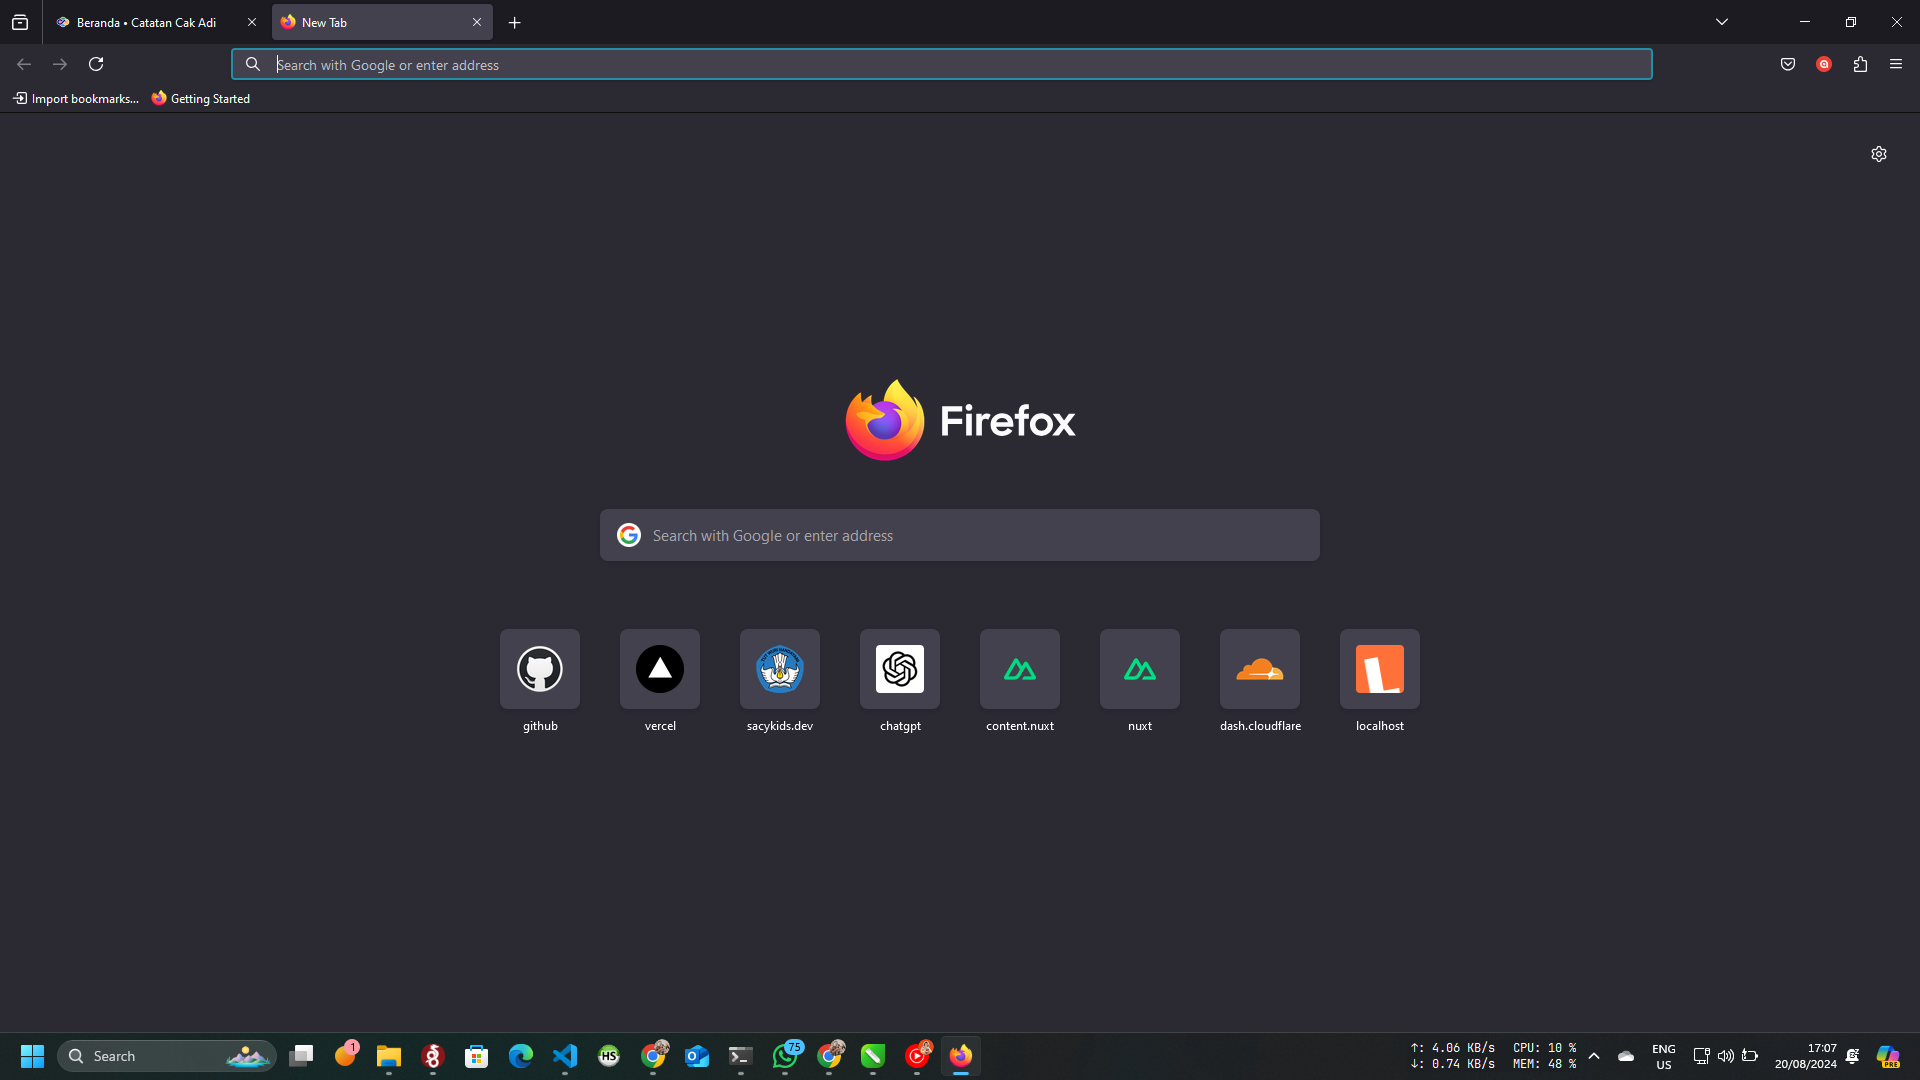 Beranda • Catatan Cak Adi
New Tab
Search with Google or enter address
Import bookmarks...
Getting Started
Firefox
Search with Google or enter address
github
vercel
sacykids.dev
chatgpt
content.nuxt
nuxt
dash.cloudflare
localhost
Search
1
HS
75
↑: 4.06 KB/s CPU: 10 %
↓: 0.74 KB/s MEM: 48 %
ENG
US
17:07
20/08/2024
PRE